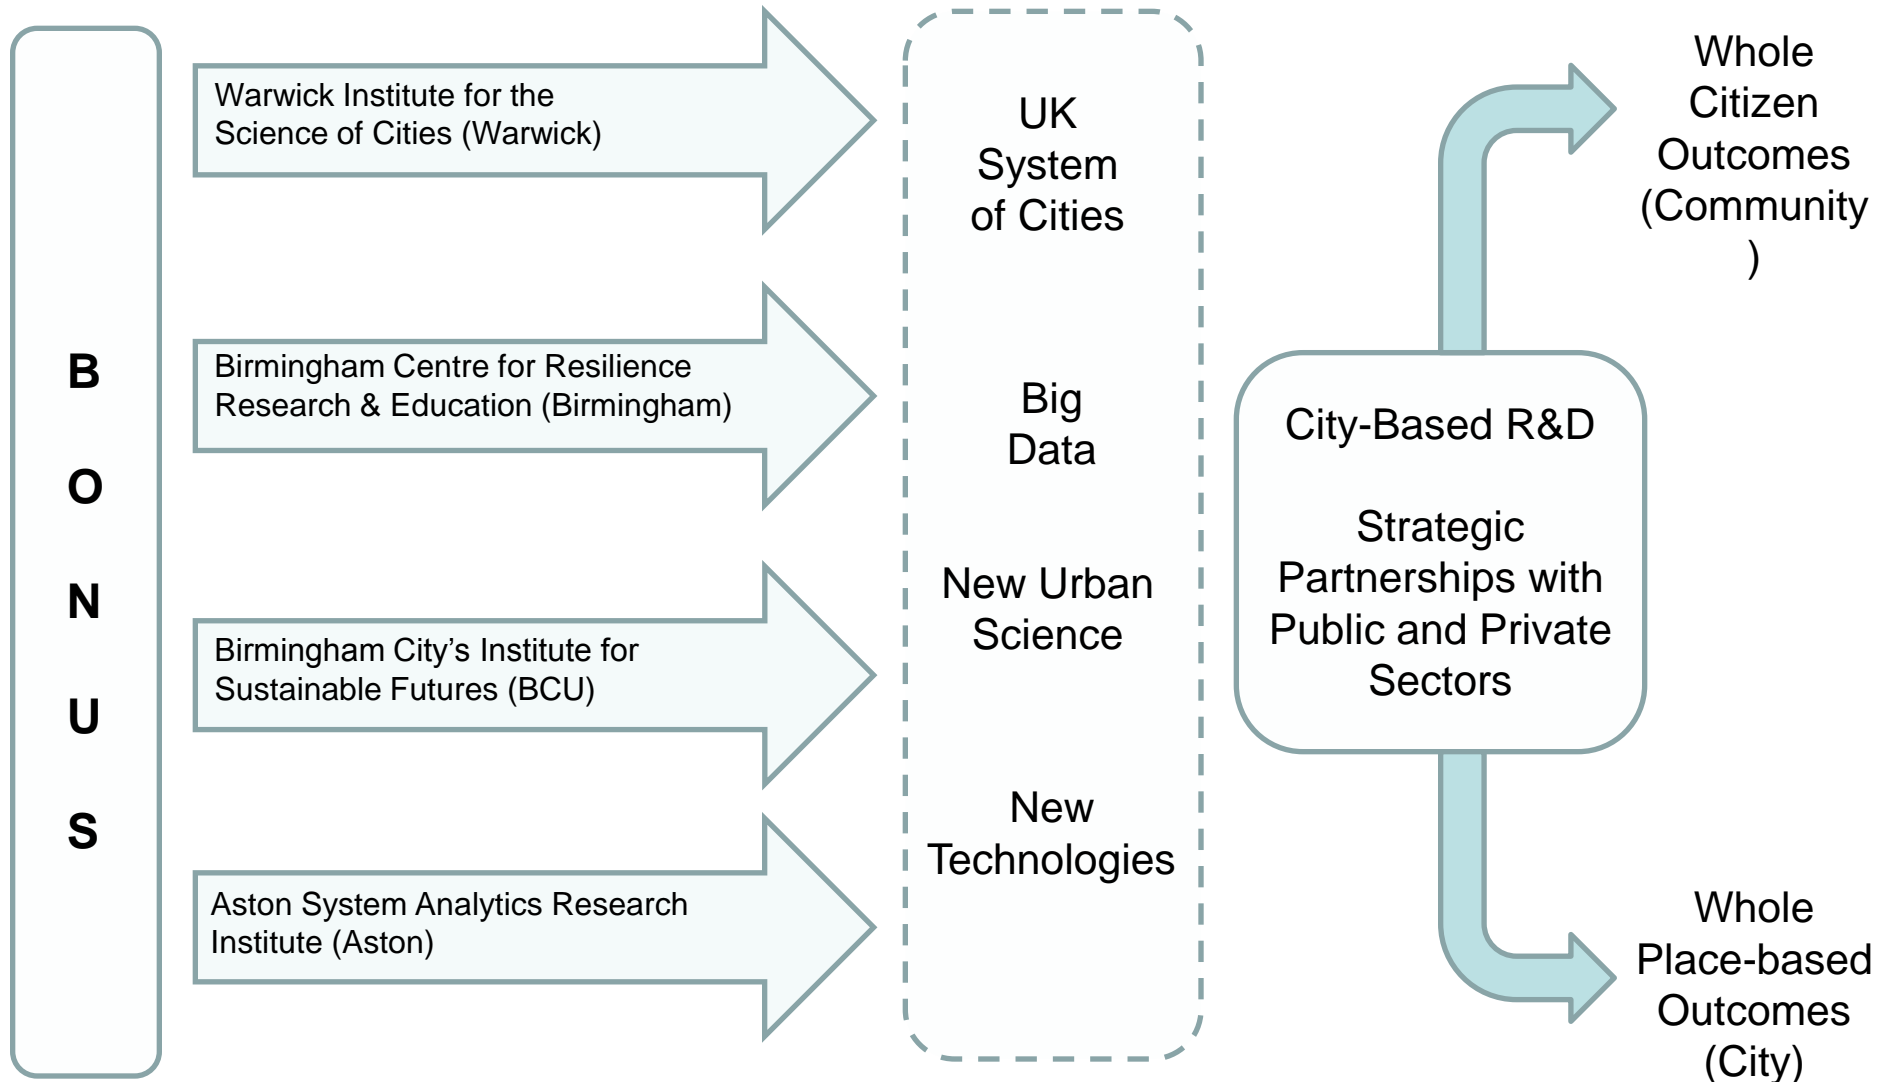 B
O
N
U
S
Warwick Institute for the
Science of Cities (Warwick)
Birmingham Centre for Resilience
Research & Education (Birmingham)
Birmingham City’s Institute for
Sustainable Futures (BCU)
Aston System Analytics Research
Institute (Aston)
UK
System
of Cities
Big
Data
New Urban
Science
New
Technologies
City-Based R&D
Strategic
Partnerships with
Public and Private
Sectors
Whole
Citizen
Outcomes
(Community
)
Whole
Place-based
Outcomes
(City)